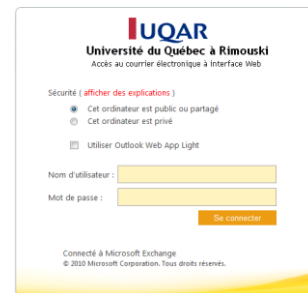 UQAR
Université du Québec à Rimouski
Accès au courrier électronique à interface Web
Sécurité ( afficher des explications )
Cet ordinateur est public ou partagé
Cet ordinateur est privé
Utiliser Outlook Web App Light
Nom d'utilisateur :
Mot de passe :
Se connecter
Connecté à Microsoft Exchange
© 2010 Microsoft Corporation. Tous droits réservés.